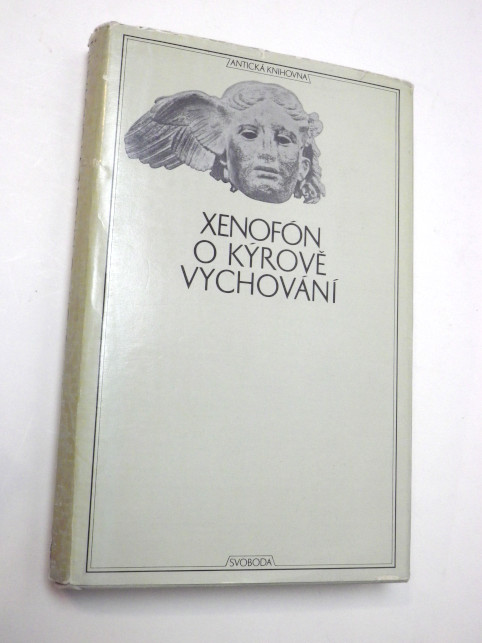 ANTICKÁ KNIHOVNA
XENOFÓN
O KÝROVĚ
VYCHOVÁNÍ
SVOBODA